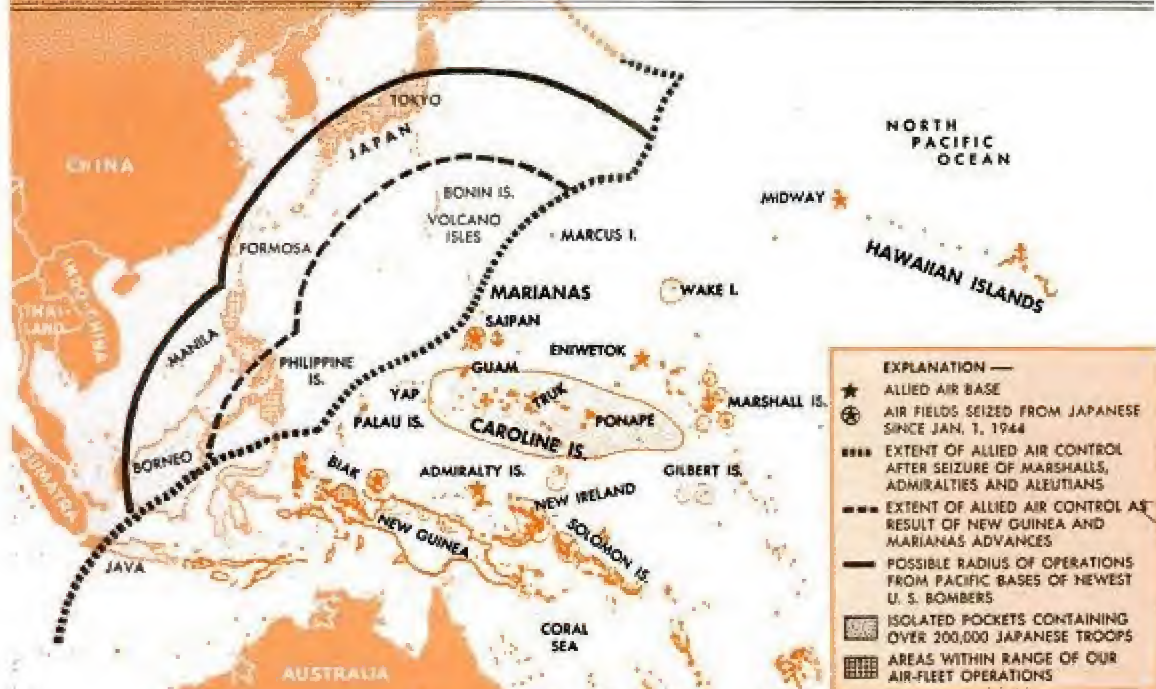 TOKYO
JAPAN
CHINA
NORTH
PACIFIC
OCEAN
BONIN IS.
VOLCANO
ISLES
MIDWAY
MARCUS I.
FORMOSA
HAWAIIAN ISLANDS
INDO-CHINA
THAI-
LAND
MARIANAS
WAKE I.
SAIPAN
MANILA
PHILIPPINE
IS.
ENIWETOK
GUAM
YAP
TRUK
PONAPE
MARSHALL IS.
PALAU IS.
CAROLINE IS.
BORNEO
SUMATRA
BIAK
ADMIRALTY IS.
GILBERT IS.
NEW IRELAND
NEW GUINEA
SOLOMON IS.
JAVA
CORAL
SEA
AUSTRALIA
EXPLANATION —
ALLIED AIR BASE
AIR FIELDS SEIZED FROM JAPANESE
SINCE JAN. 1, 1944
EXTENT OF ALLIED AIR CONTROL
AFTER SEIZURE OF MARSHALLS,
ADMIRALTIES AND ALEUTIANS
EXTENT OF ALLIED AIR CONTROL AS
RESULT OF NEW GUINEA AND
MARIANAS ADVANCES
POSSIBLE RADIUS OF OPERATIONS
FROM PACIFIC BASES OF NEWEST
U. S. BOMBERS
ISOLATED POCKETS CONTAINING
OVER 200,000 JAPANESE TROOPS
AREAS WITHIN RANGE OF OUR
AIR-FLEET OPERATIONS